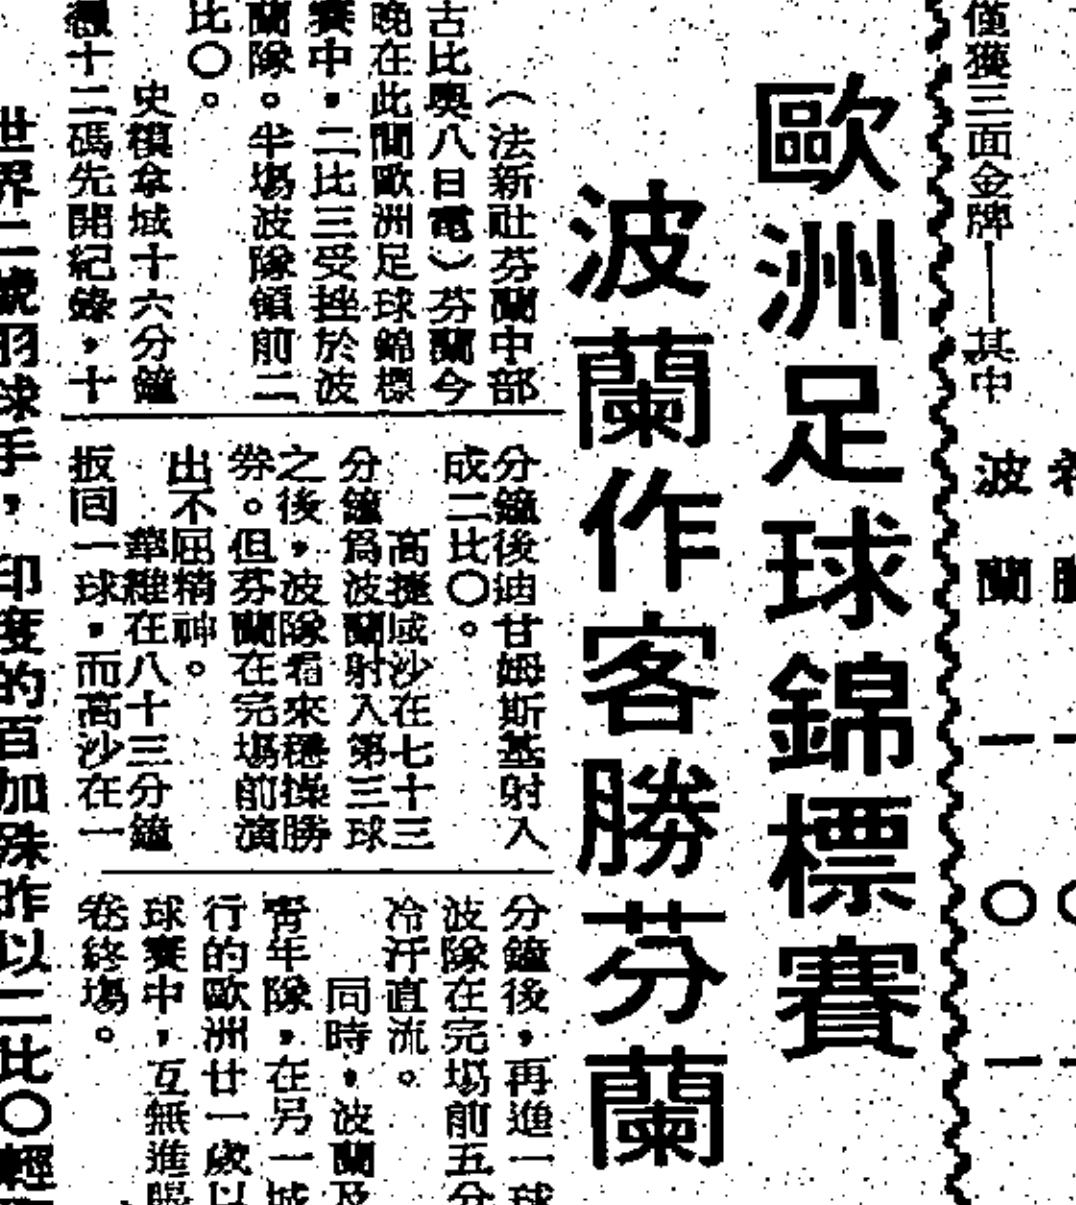 僅獲三面金牌——其中
波蘭
一
〇
一
歐洲足球錦標賽
波蘭作客勝芬蘭
（法新社芬蘭中部
古比奧八日電）芬蘭今
晚在此間歐洲足球錦標
賽中，二比三受挫於波
蘭隊。半場波隊領前二
比〇。
史模拿域十六分鐘
十二碼先開紀錄，十
分鐘後迪甘姆斯基射入
成二比〇。
高捷域沙在七十三
分鐘爲波蘭射入第三球
之後，波隊看來穩操勝
券。但芬蘭在完場前演
出不屈精神。
華維在八十三分鐘
扳回一球，而高沙在一
分鐘後，再進一球
波隊在完場前五分
冷汗直流。
同時，波蘭及
青年隊，在另一城
行的歐洲廿一歲以
球賽中，互無進
卷終場。
世界二號羽球手，印度的百加殊昨以二比〇輕